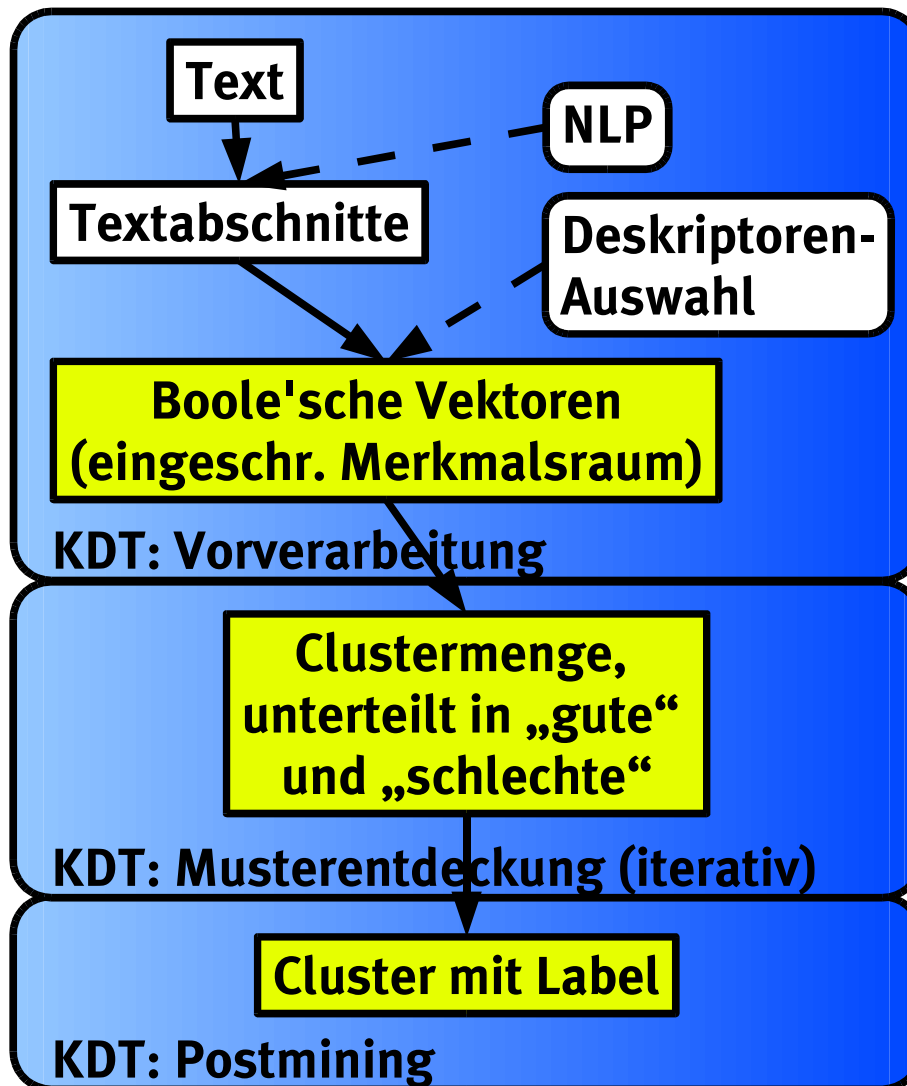 Text
NLP
Textabschnitte
Deskriptoren-
Auswahl
Boole'sche Vektoren
(eingeschr. Merkmalsraum)
KDT: Vorverarbeitung
Clustermenge,
unterteilt in „gute“
und „schlechte“
KDT: Musterentdeckung (iterativ)
Cluster mit Label
KDT: Postmining